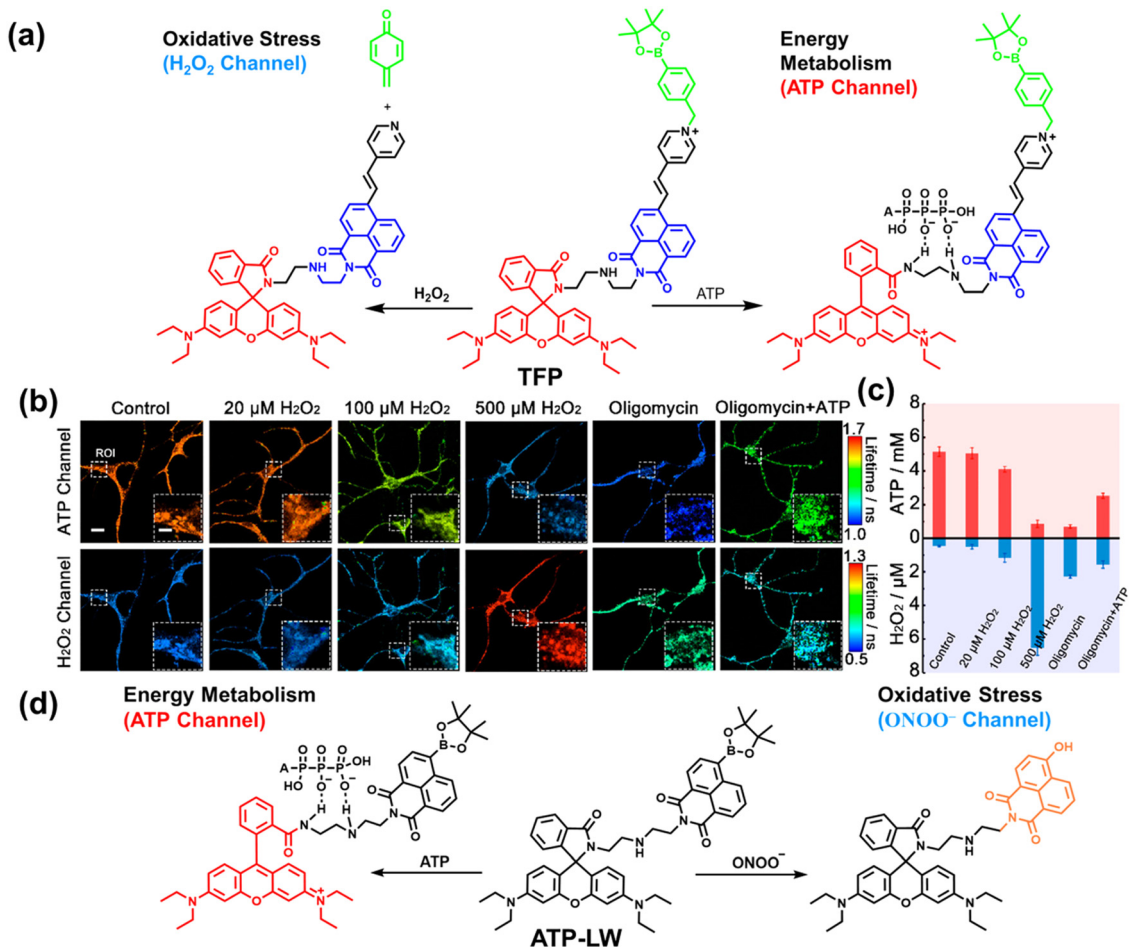 (a)
Oxidative Stress
(H₂O₂ Channel)
Energy
Metabolism
(ATP Channel)
H₂O₂
ATP
TFP
(b)
Control
20 μM H₂O₂
100 μM H₂O₂
500 μM H₂O₂
Oligomycin
Oligomycin+ATP
ATP Channel
ROI
1.7
Lifetime / ns
1.0
H₂O₂ Channel
1.3
Lifetime / ns
0.5
(c)
8
6
4
2
0
2
4
6
8
ATP / mM
H₂O₂ / μM
Control
20 μM H₂O₂
100 μM H₂O₂
500 μM H₂O₂
Oligomycin
Oligomycin+ATP
(d)
Energy Metabolism
(ATP Channel)
Oxidative Stress
(ONOO⁻ Channel)
ATP
ONOO⁻
ATP-LW